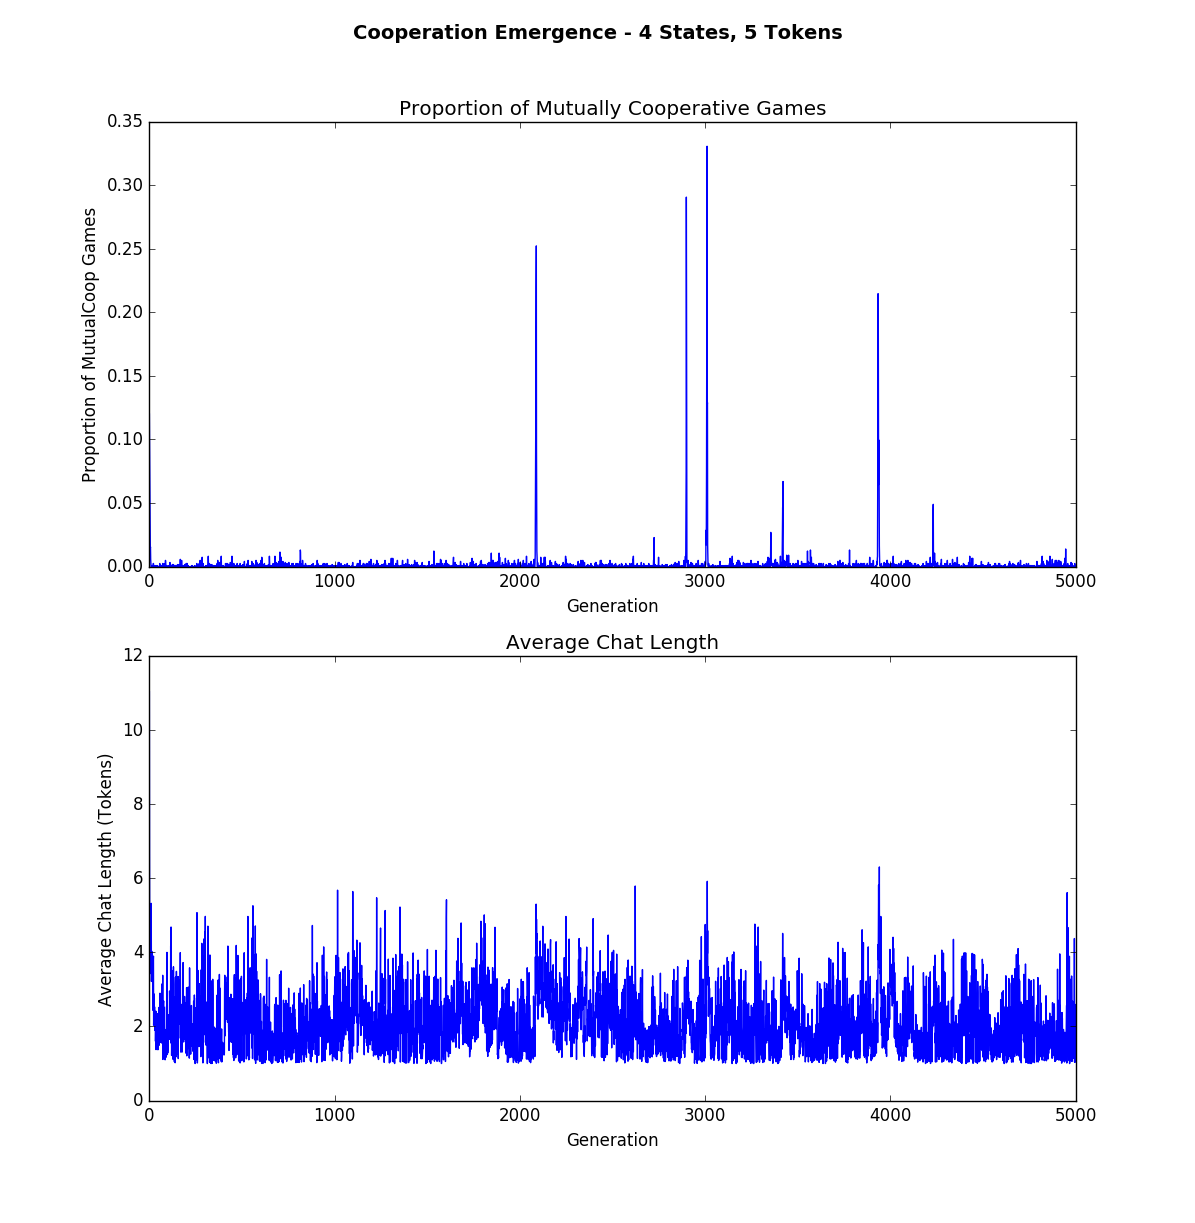 Cooperation Emergence - 4 States, 5 Tokens
Proportion of Mutually Cooperative Games
0.35
0.30
0.25
0.20
0.15
0.10
0.05
0.00
Proportion of MutualCoop Games
0 1000 2000 3000 4000 5000
Generation
Average Chat Length
12
10
8
6
4
2
0
Average Chat Length (Tokens)
0 1000 2000 3000 4000 5000
Generation